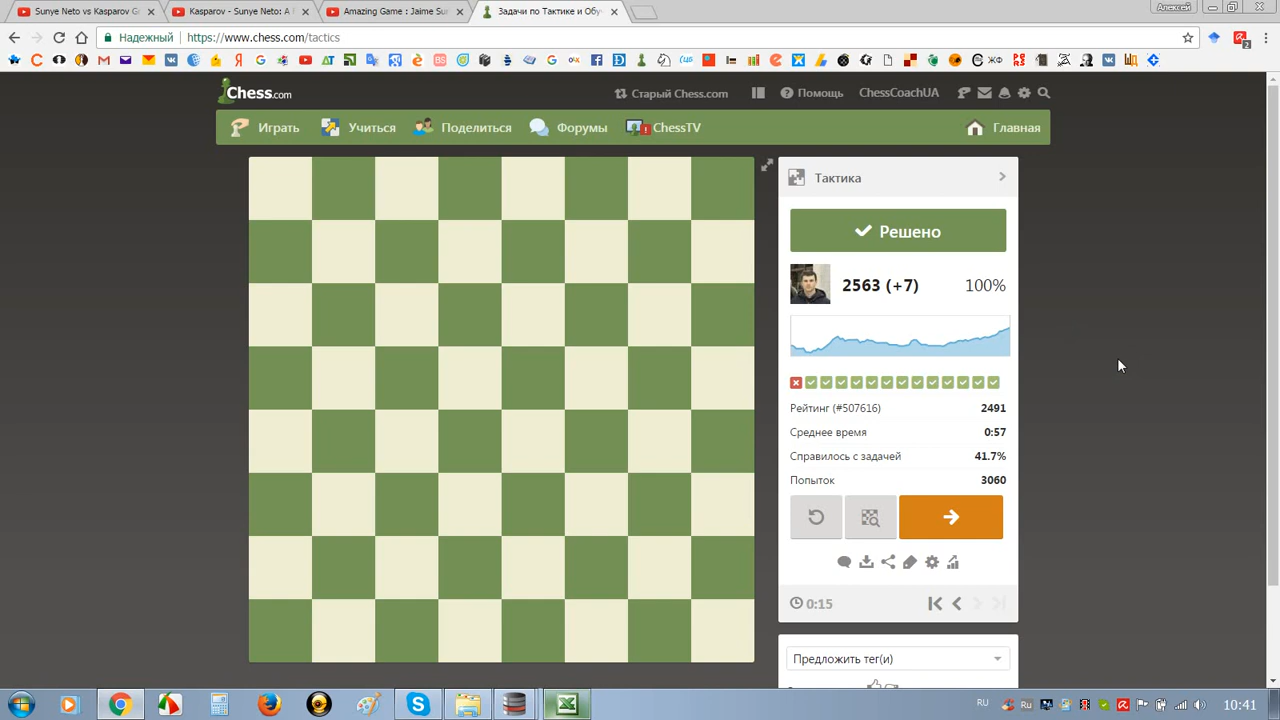 Sunye Neto vs Kasparov G
Kasparov - Sunye Neto: A
Amazing Game : Jaime Su
Задачи по Тактике и Обу
Алексей
Надежный
https://www.chess.com/tactics
Chess.com
Старый Chess.com
Помощь
ChessCoachUA
Играть
Учиться
Поделиться
Форумы
ChessTV
Главная
Тактика
Решено
2563 (+7)
100%
Рейтинг (#507616)
2491
Среднее время
0:57
Справилось с задачей
41.7%
Попыток
3060
0:15
Предложить тег(и)
RU
10:41